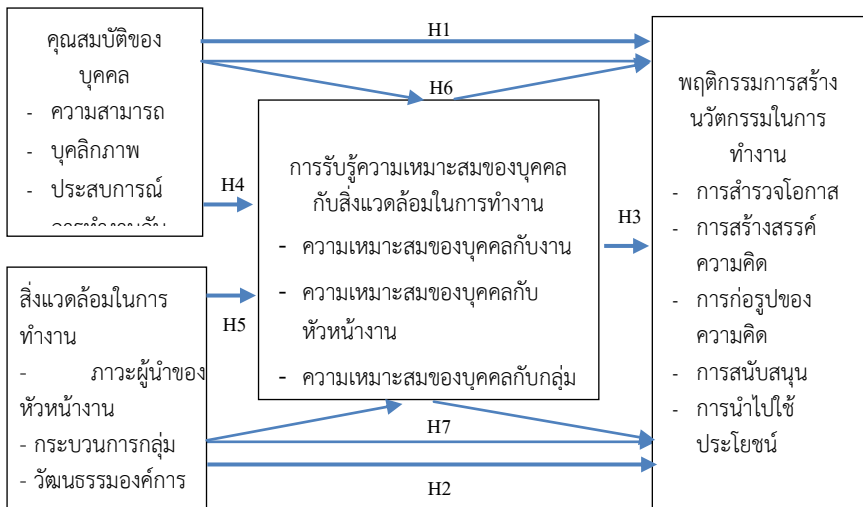 คุณสมบัติของ
บุคคล
- ความสามารถ
- บุคลิกภาพ
- ประสบการณ์
H1
H6
H4
การรับรู้ความเหมาะสมของบุคคล
กับสิ่งแวดล้อมในการทำงาน
- ความเหมาะสมของบุคคลกับงาน
- ความเหมาะสมของบุคคลกับ
หัวหน้างาน
- ความเหมาะสมของบุคคลกับกลุ่ม
H3
สิ่งแวดล้อมในการ
ทำงาน
- ภาวะผู้นำของ
หัวหน้างาน
- กระบวนการกลุ่ม
- วัฒนธรรมองค์การ
H5
H7
H2
พฤติกรรมการสร้าง
นวัตกรรมในการ
ทำงาน
- การสำรวจโอกาส
- การสร้างสรรค์
ความคิด
- การก่อรูปของ
ความคิด
- การสนับสนุน
- การนำไปใช้
ประโยชน์